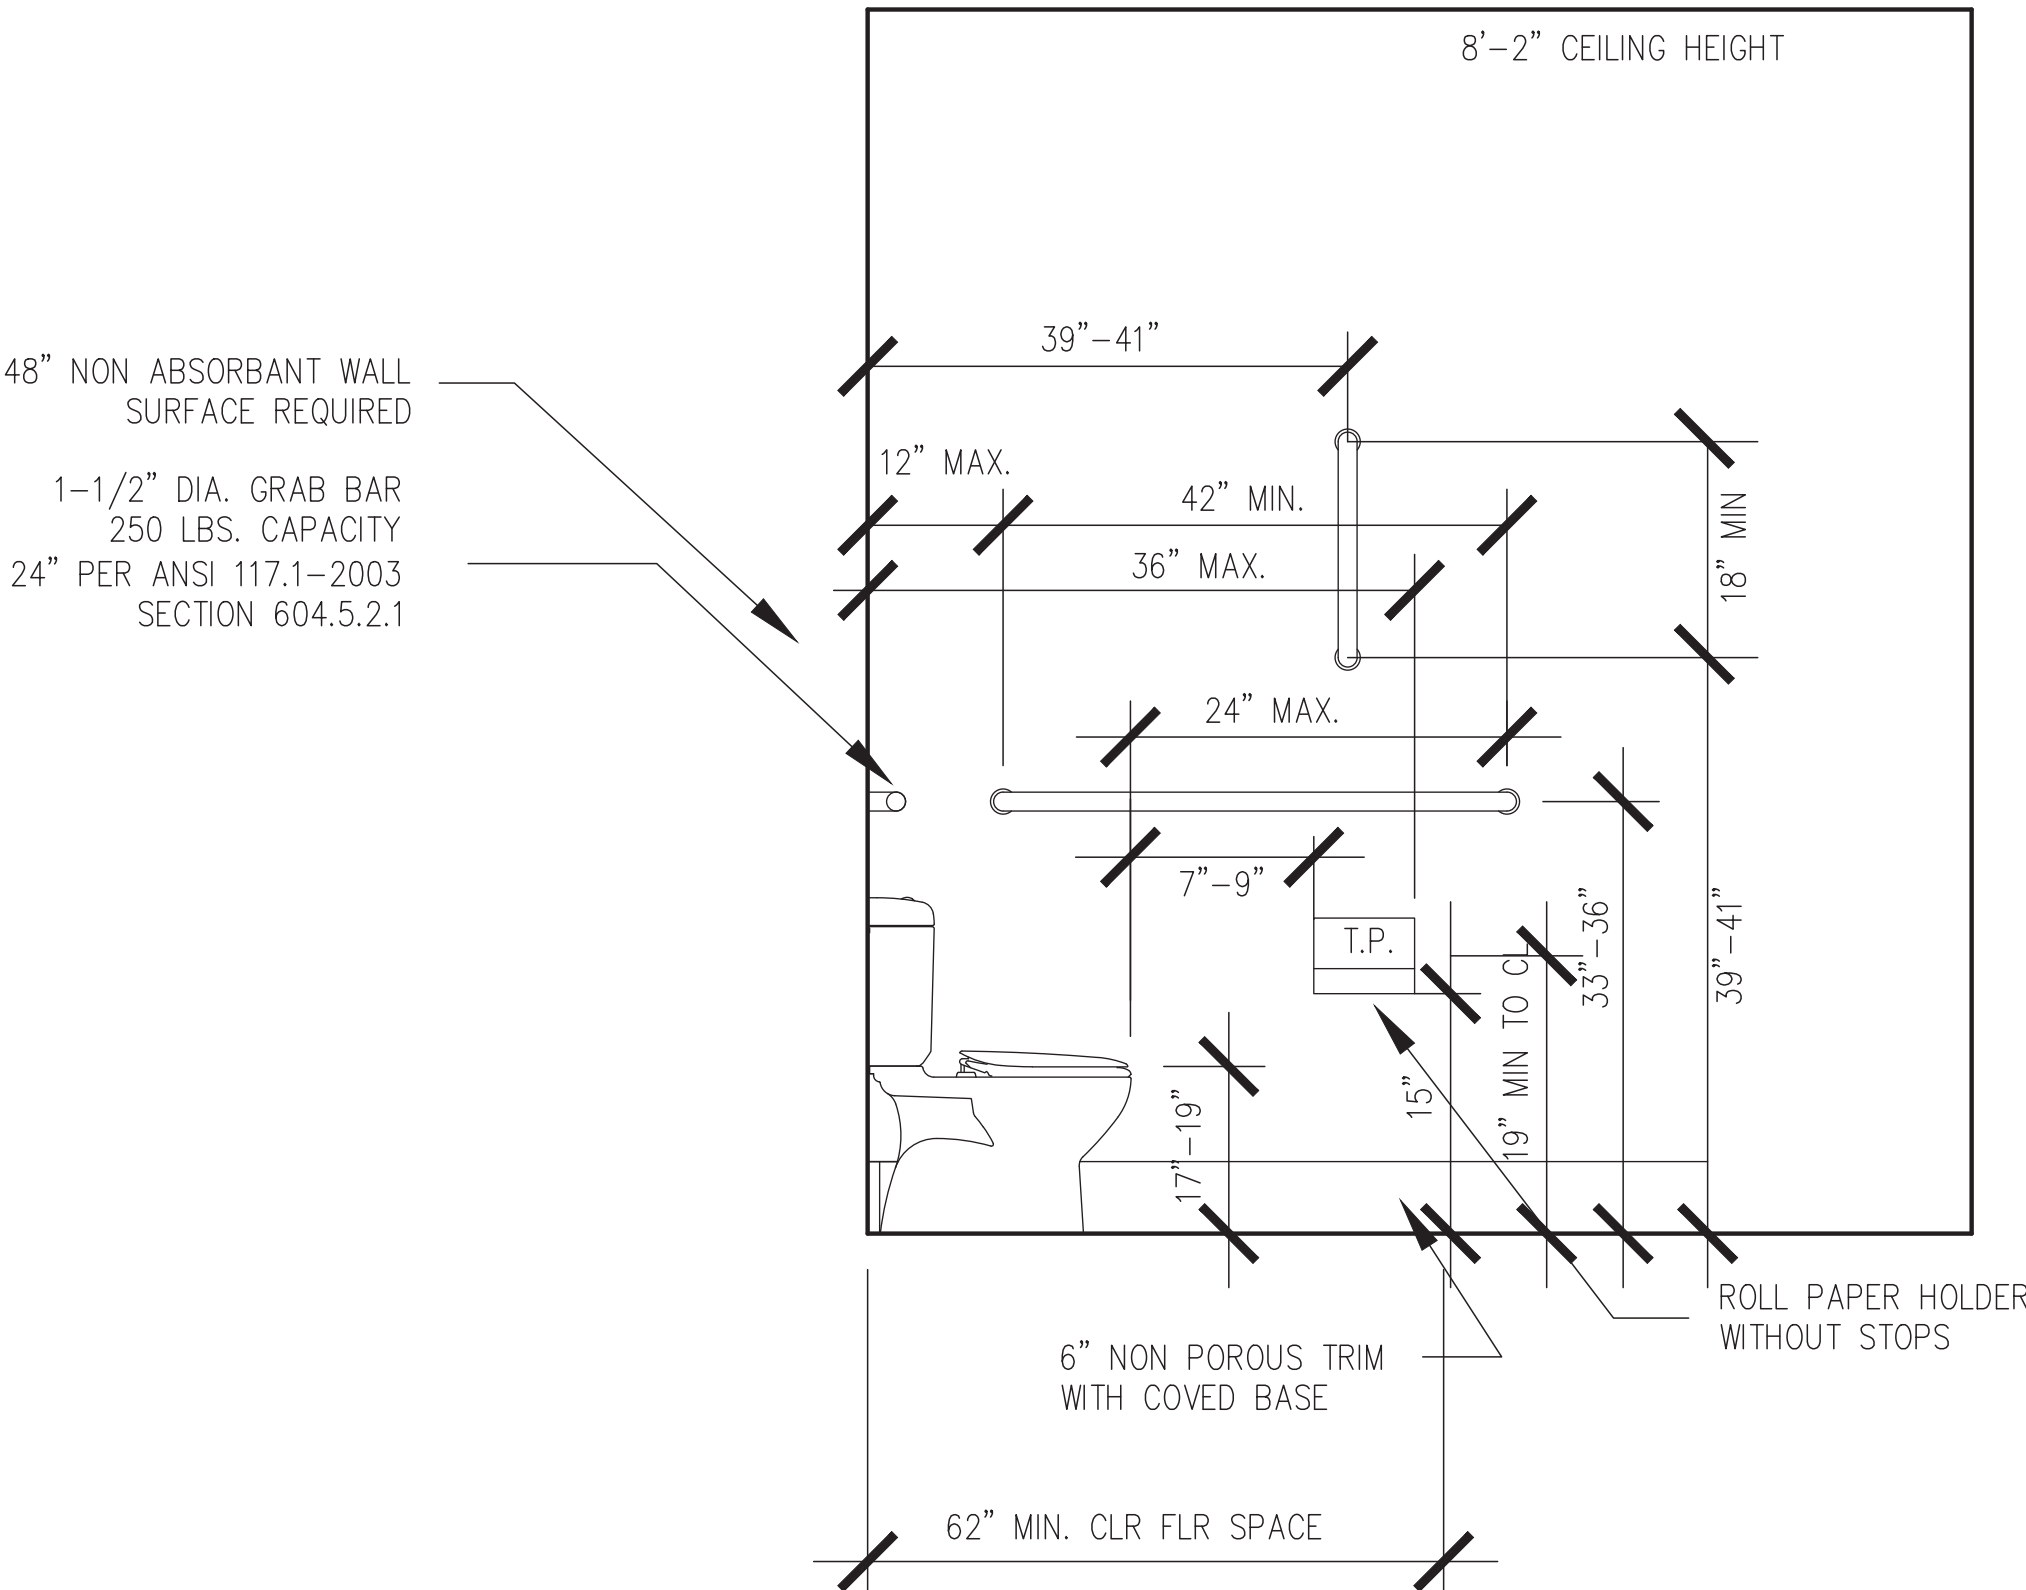 8'-2" CEILING HEIGHT
39"-41"
48" NON ABSORBANT WALL
SURFACE REQUIRED
12" MAX.
42" MIN.
1-1/2" DIA. GRAB BAR
250 LBS. CAPACITY
24" PER ANSI 117.1-2003
SECTION 604.5.2.1
18" MIN
36" MAX.
24" MAX.
7"-9"
T.P.
33"-36"
39"-41"
19" MIN TO CL
15"
17"-19"
ROLL PAPER HOLDER
WITHOUT STOPS
6" NON POROUS TRIM
WITH COVED BASE
62" MIN. CLR FLR SPACE